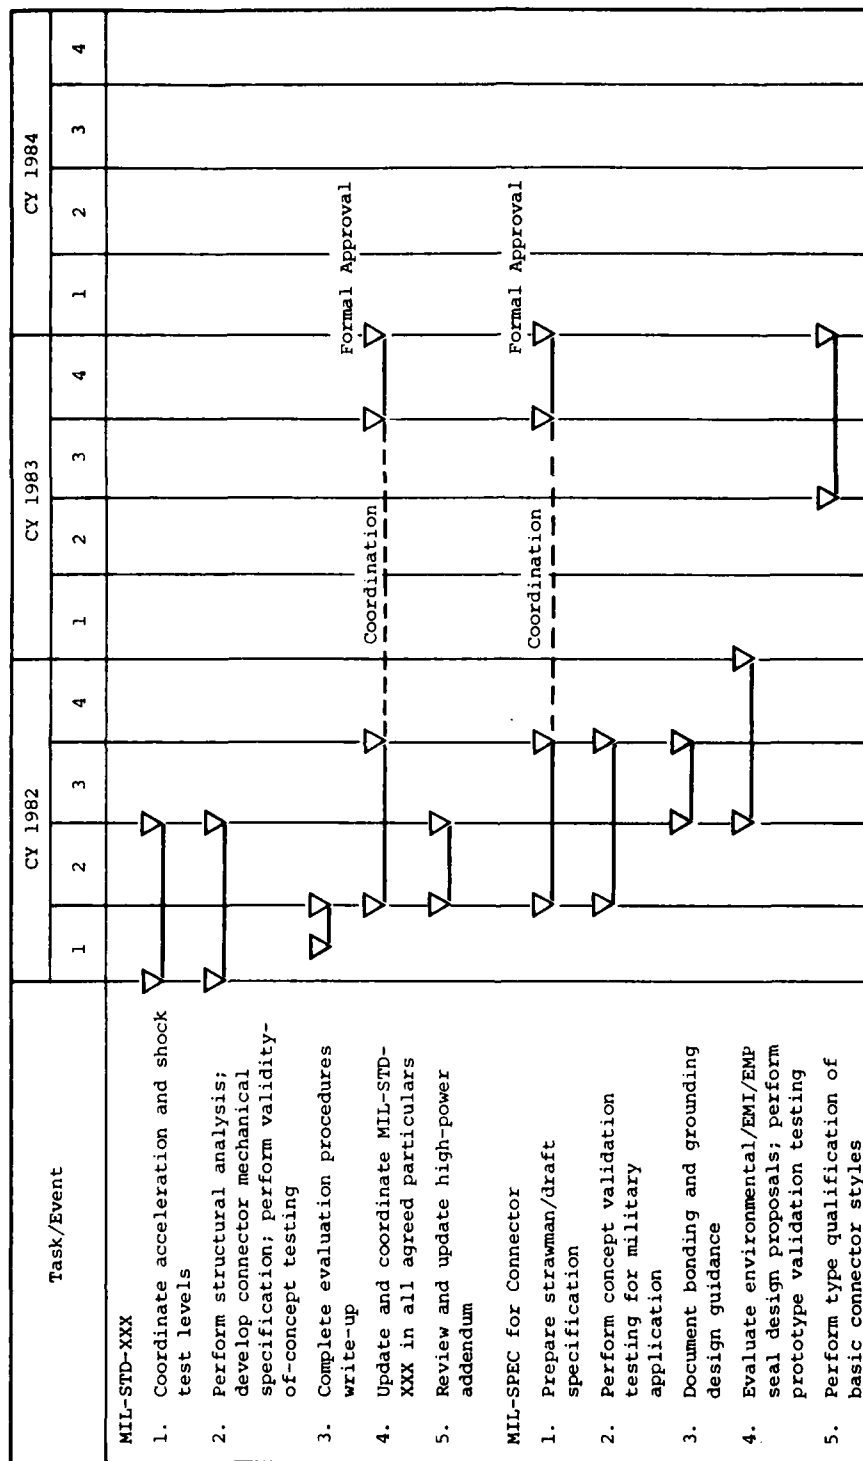 Task/Event
CY 1982
CY 1983
CY 1984
1
2
3
4
1
2
3
4
1
2
3
4
MIL-STD-XXX
1. Coordinate acceleration and shock
test levels
2. Perform structural analysis;
develop connector mechanical
specification; perform validity-
of-concept testing
3. Complete evaluation procedures
write-up
4. Update and coordinate MIL-STD-
XXX in all agreed particulars
Coordination
Formal Approval
5. Review and update high-power
addendum
MIL-SPEC for Connector
1. Prepare strawman/draft
specification
Coordination
Formal Approval
2. Perform concept validation
testing for military
application
3. Document bonding and grounding
design guidance
4. Evaluate environmental/EMI/EMP
seal design proposals; perform
prototype validation testing
5. Perform type qualification of
basic connector styles